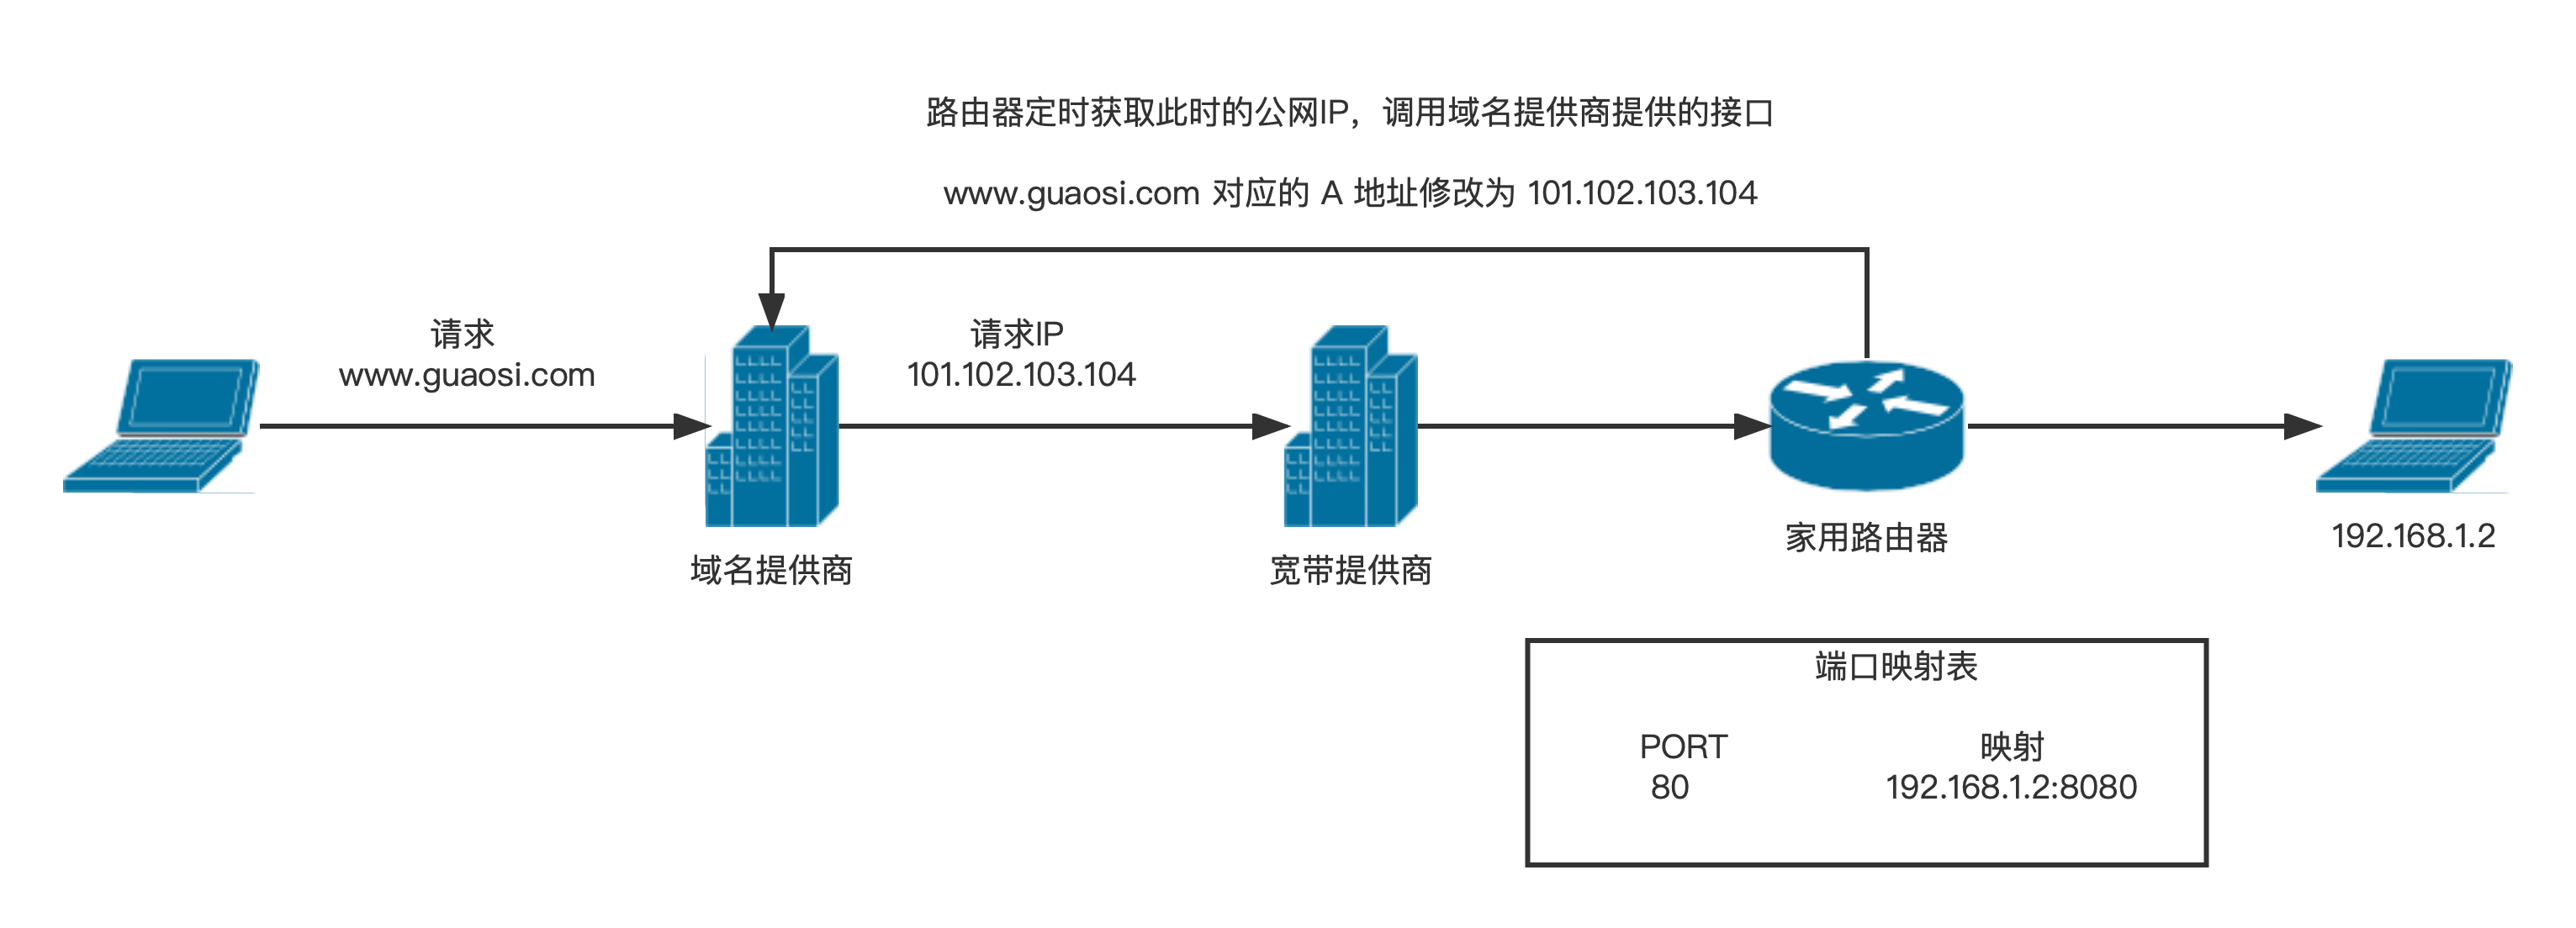 路由器定时获取此时的公网IP，调用域名提供商提供的接口
www.guaosi.com 对应的 A 地址修改为 101.102.103.104
请求
www.guaosi.com
请求IP
101.102.103.104
域名提供商
宽带提供商
家用路由器
192.168.1.2
端口映射表
PORT
映射
80
192.168.1.2:8080